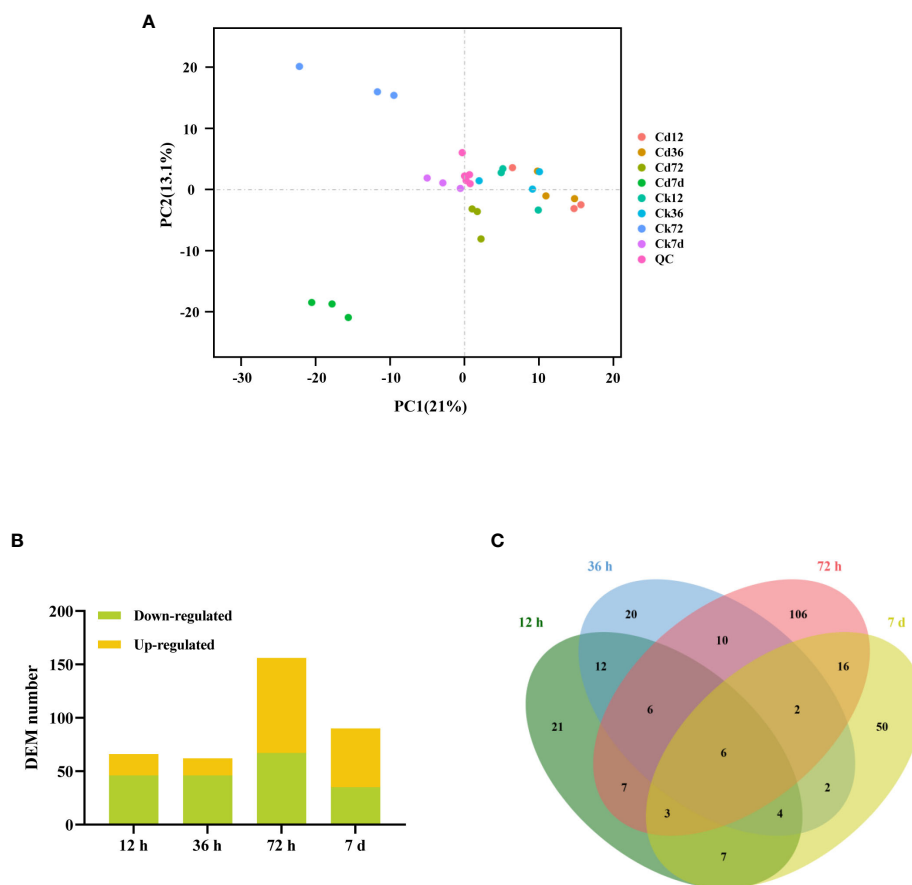 A
20
10
0
-10
-20
PC2(13.1%)
-30
-20
-10
0
10
20
PC1(21%)
Cd12
Cd36
Cd72
Cd7d
Ck12
Ck36
Ck72
Ck7d
QC
B
200
150
100
50
0
DEM number
Down-regulated
Up-regulated
12 h
36 h
72 h
7 d
C
36 h
72 h
12 h
7 d
20
106
10
12
16
6
2
21
50
6
7
2
3
4
7